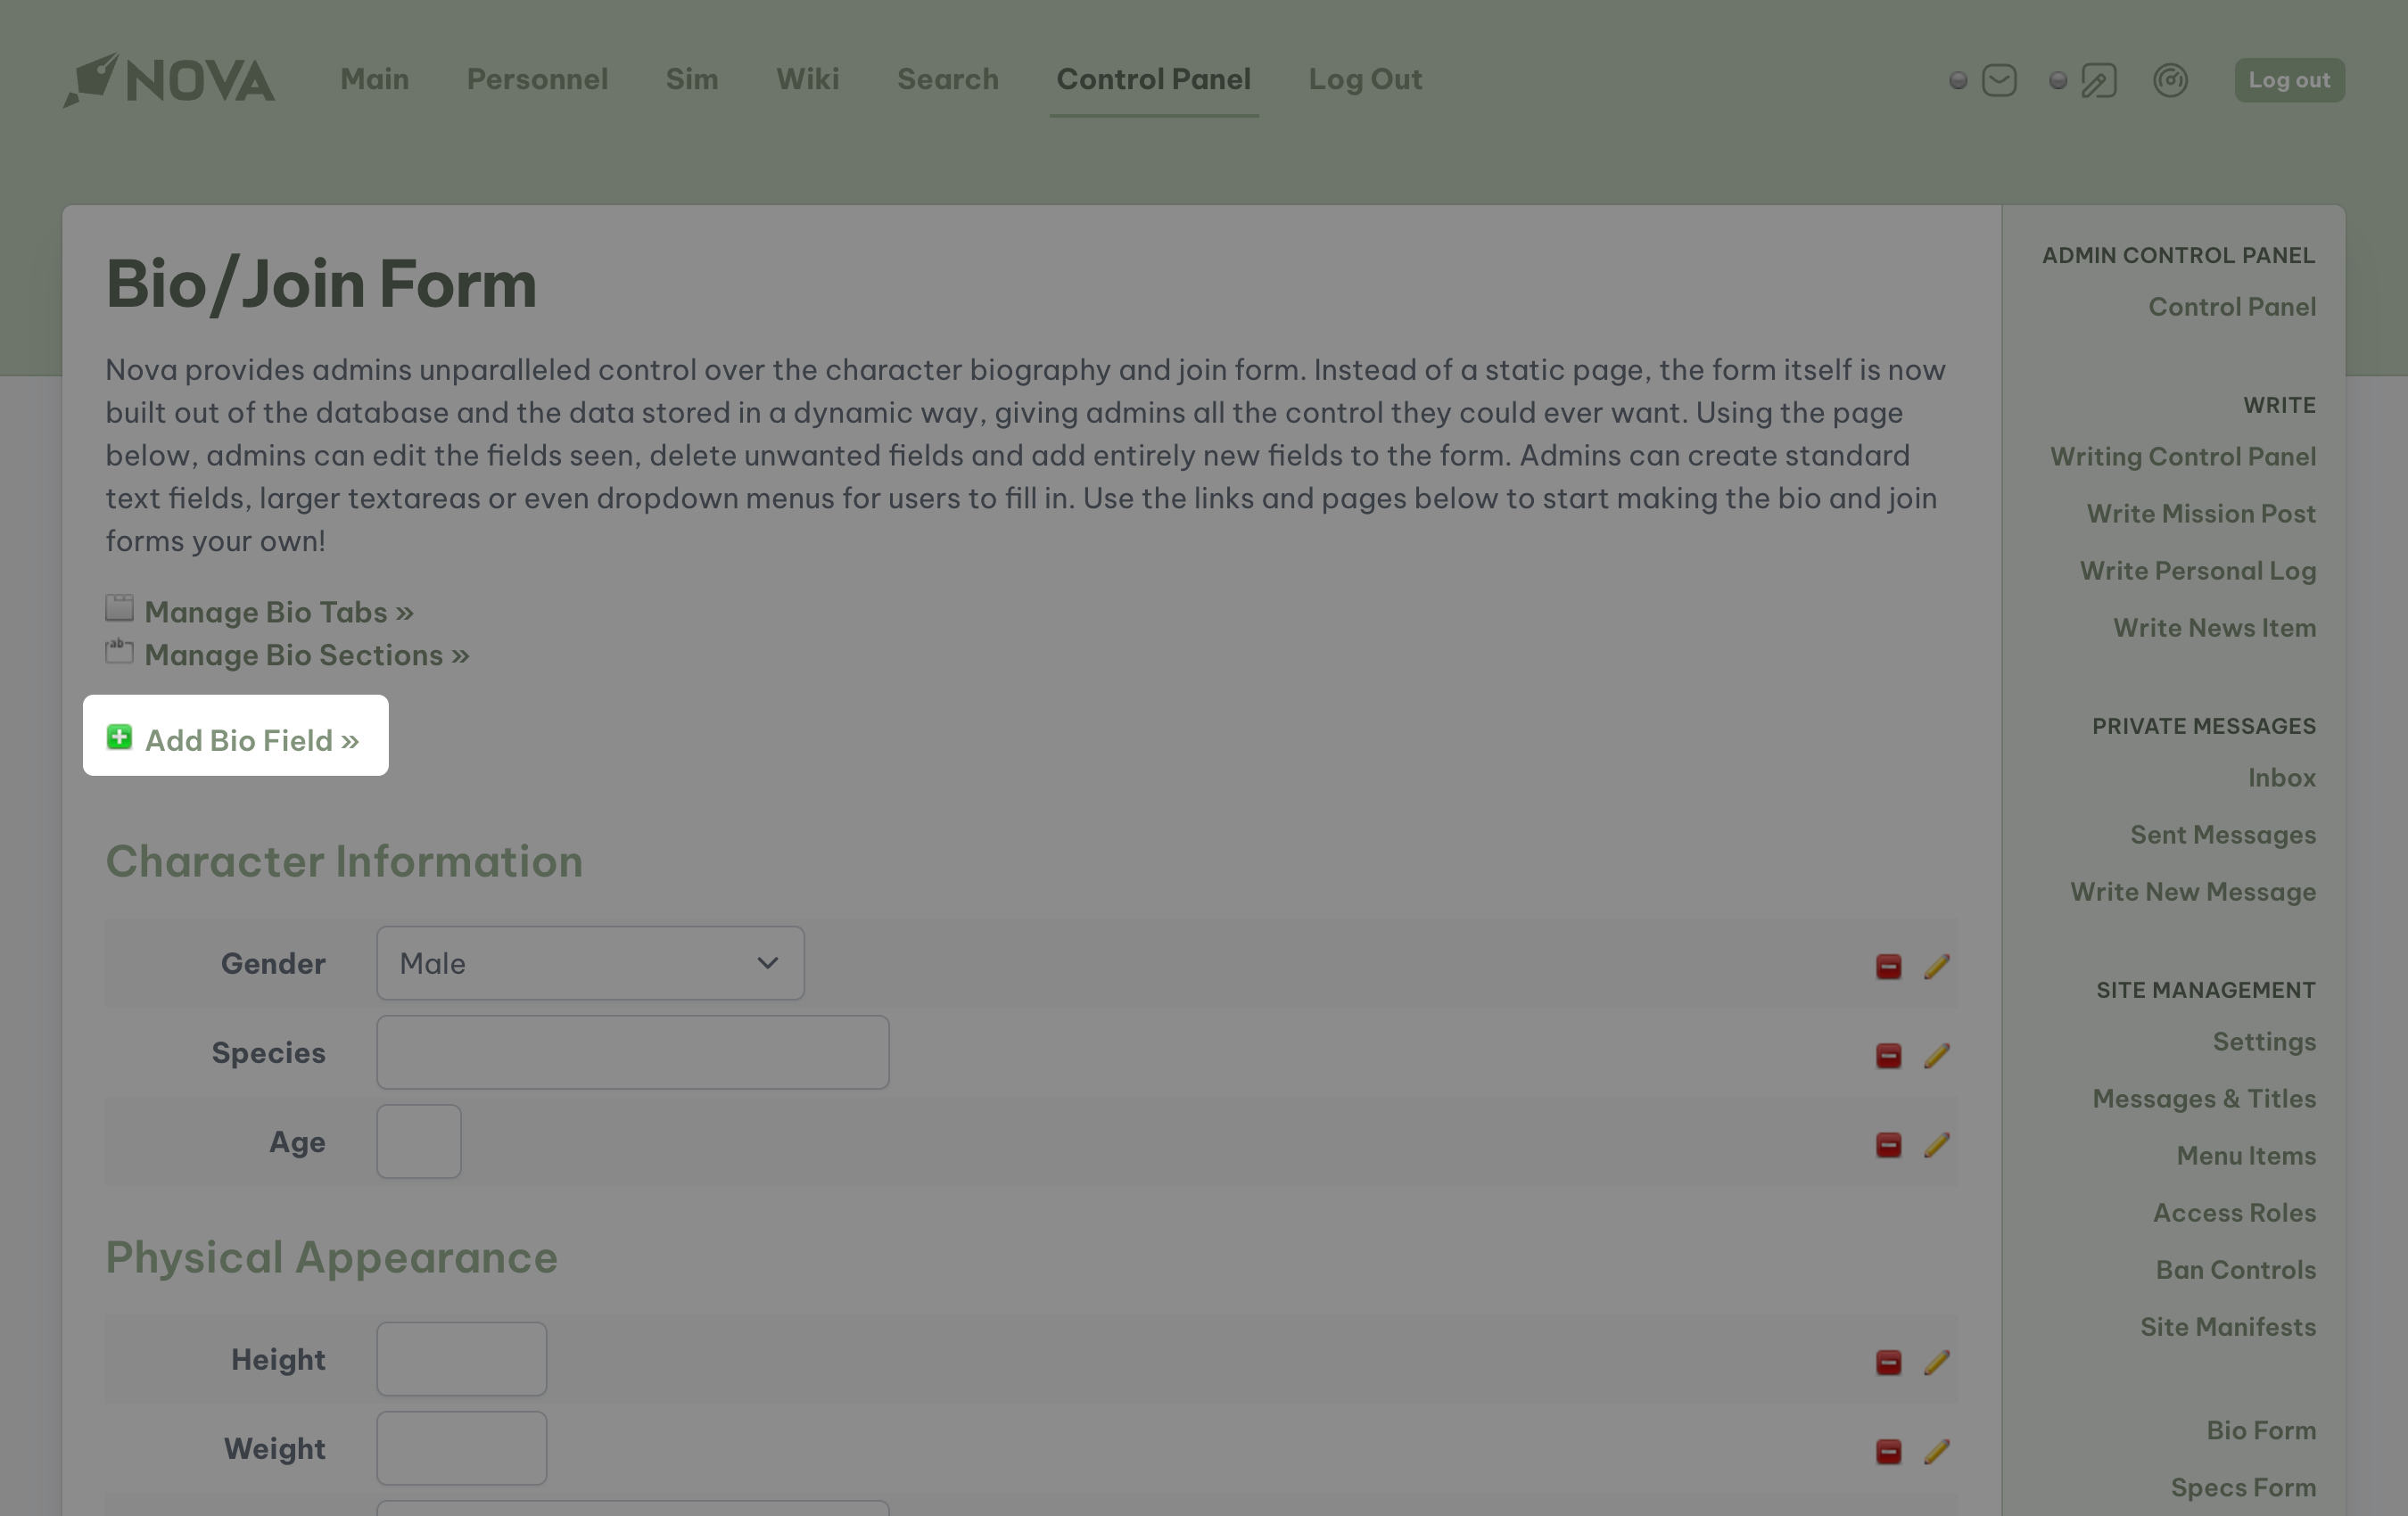 NOVA
Main
Personnel
Sim
Wiki
Search
Control Panel
Log Out
Log out
Bio/Join Form
Nova provides admins unparalleled control over the character biography and join form. Instead of a static page, the form itself is now
built out of the database and the data stored in a dynamic way, giving admins all the control they could ever want. Using the page
below, admins can edit the fields seen, delete unwanted fields and add entirely new fields to the form. Admins can create standard
text fields, larger textareas or even dropdown menus for users to fill in. Use the links and pages below to start making the bio and join
forms your own!
Manage Bio Tabs »
ab
Manage Bio Sections »
Add Bio Field »
Character Information
Gender
Male
Species
Age
Physical Appearance
Height
Weight
ADMIN CONTROL PANEL
Control Panel
WRITE
Writing Control Panel
Write Mission Post
Write Personal Log
Write News Item
PRIVATE MESSAGES
Inbox
Sent Messages
Write New Message
SITE MANAGEMENT
Settings
Messages & Titles
Menu Items
Access Roles
Ban Controls
Site Manifests
Bio Form
Specs Form